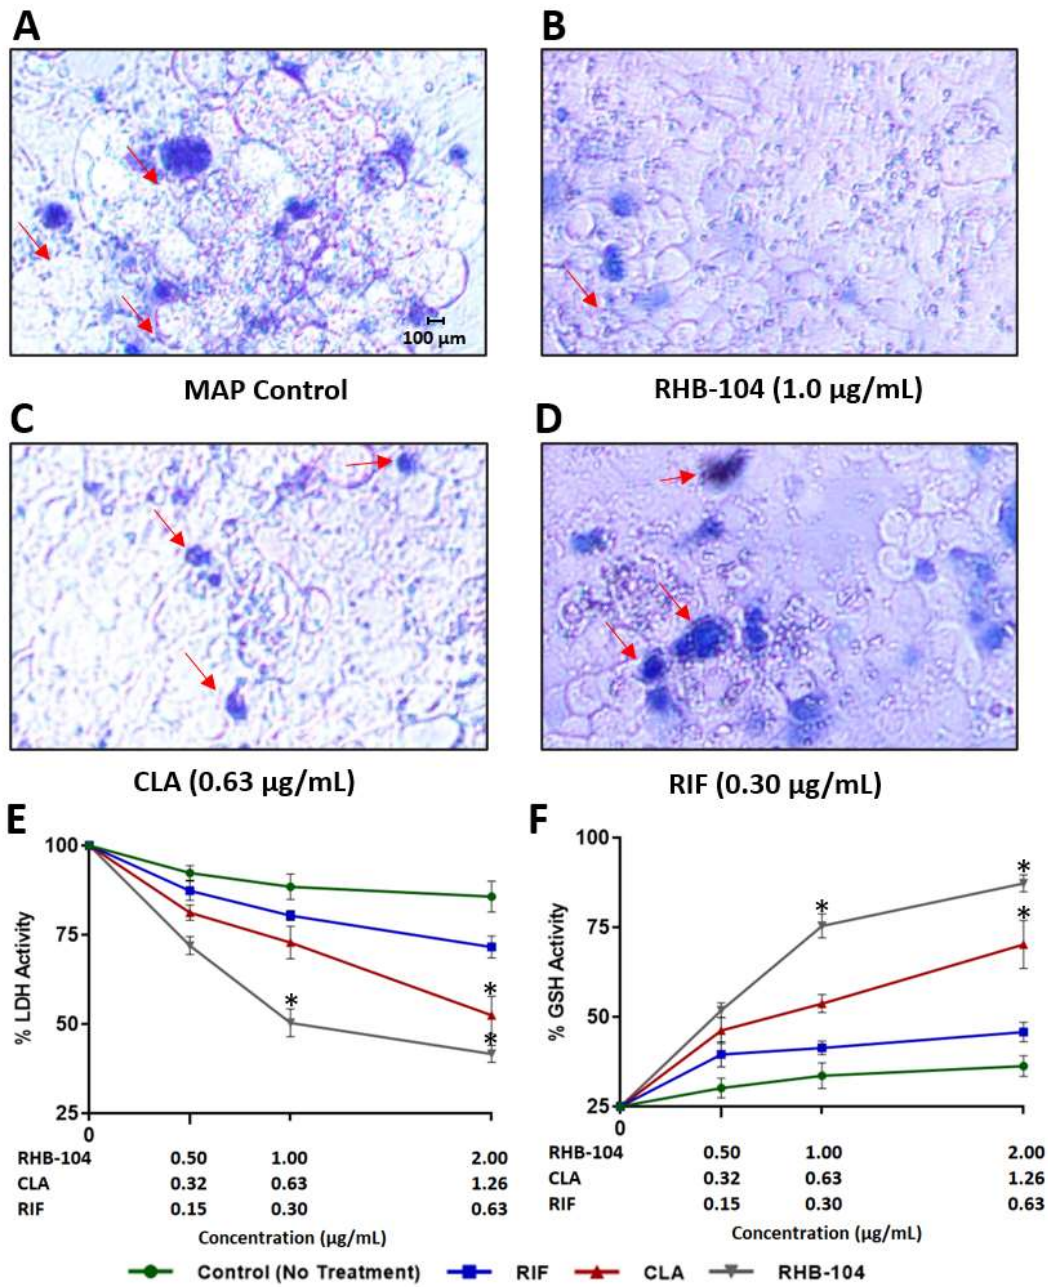 A
B
100 µm
MAP Control
RHB-104 (1.0 µg/mL)
C
D
CLA (0.63 µg/mL)
RIF (0.30 µg/mL)
E
100
75
50
25
% LDH Activity
*
*
*
0
RHB-104 0.50 1.00 2.00
CLA 0.32 0.63 1.26
RIF 0.15 0.30 0.63
Concentration (µg/mL)
F
100
75
50
25
% GSH Activity
*
*
*
0
RHB-104 0.50 1.00 2.00
CLA 0.32 0.63 1.26
RIF 0.15 0.30 0.63
Concentration (µg/mL)
Control (No Treatment) RIF CLA RHB-104